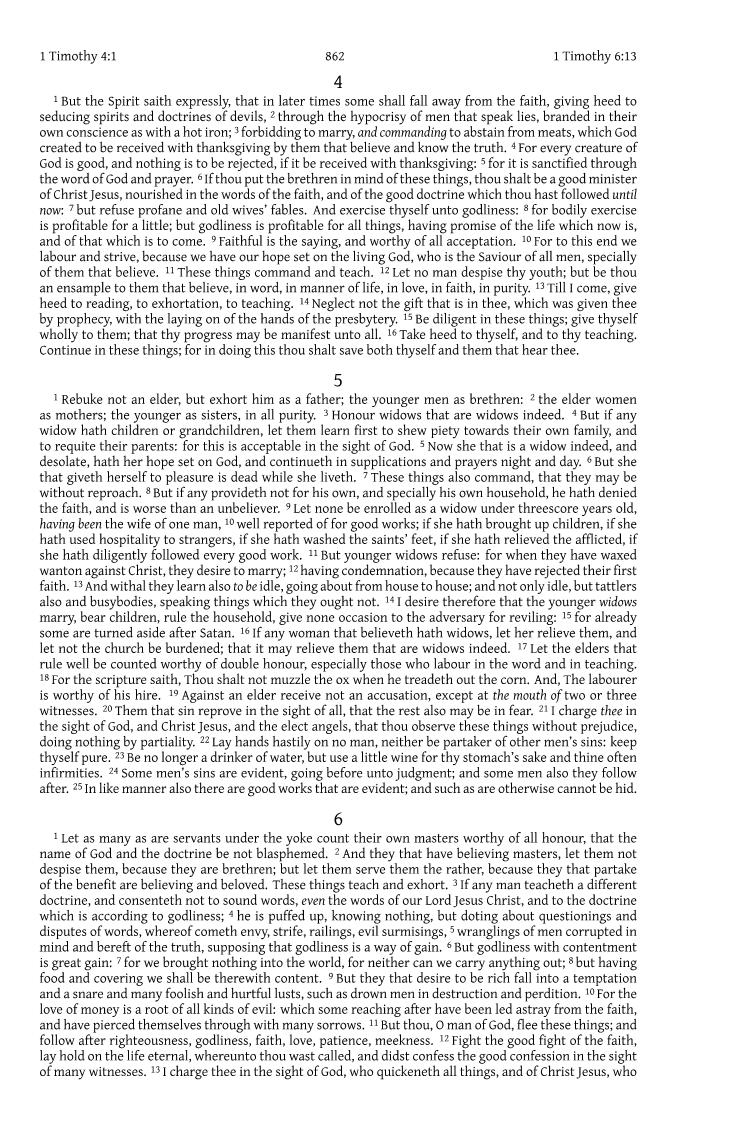 1 Timothy 4:1 862 1 Timothy 6:13
4
1 But the Spirit saith expressly, that in later times some shall fall away from the faith, giving heed to
seducing spirits and doctrines of devils, 2 through the hypocrisy of men that speak lies, branded in their
own conscience as with a hot iron; 3 forbidding to marry, and commanding to abstain from meats, which God
created to be received with thanksgiving by them that believe and know the truth. 4 For every creature of
God is good, and nothing is to be rejected, if it be received with thanksgiving: 5 for it is sanctified through
the word of God and prayer. 6 If thou put the brethren in mind of these things, thou shalt be a good minister
of Christ Jesus, nourished in the words of the faith, and of the good doctrine which thou hast followed until
now: 7 but refuse profane and old wives’ fables. And exercise thyself unto godliness: 8 for bodily exercise
is profitable for a little; but godliness is profitable for all things, having promise of the life which now is,
and of that which is to come. 9 Faithful is the saying, and worthy of all acceptation. 10 For to this end we
labour and strive, because we have our hope set on the living God, who is the Saviour of all men, specially
of them that believe. 11 These things command and teach. 12 Let no man despise thy youth; but be thou
an ensample to them that believe, in word, in manner of life, in love, in faith, in purity. 13 Till I come, give
heed to reading, to exhortation, to teaching. 14 Neglect not the gift that is in thee, which was given thee
by prophecy, with the laying on of the hands of the presbytery. 15 Be diligent in these things; give thyself
wholly to them; that thy progress may be manifest unto all. 16 Take heed to thyself, and to thy teaching.
Continue in these things; for in doing this thou shalt save both thyself and them that hear thee.
5
1 Rebuke not an elder, but exhort him as a father; the younger men as brethren: 2 the elder women
as mothers; the younger as sisters, in all purity. 3 Honour widows that are widows indeed. 4 But if any
widow hath children or grandchildren, let them learn first to shew piety towards their own family, and
to requite their parents: for this is acceptable in the sight of God. 5 Now she that is a widow indeed, and
desolate, hath her hope set on God, and continueth in supplications and prayers night and day. 6 But she
that giveth herself to pleasure is dead while she liveth. 7 These things also command, that they may be
without reproach. 8 But if any provideth not for his own, and specially his own household, he hath denied
the faith, and is worse than an unbeliever. 9 Let none be enrolled as a widow under threescore years old,
having been the wife of one man, 10 well reported of for good works; if she hath brought up children, if she
hath used hospitality to strangers, if she hath washed the saints’ feet, if she hath relieved the afflicted, if
she hath diligently followed every good work. 11 But younger widows refuse: for when they have waxed
wanton against Christ, they desire to marry; 12 having condemnation, because they have rejected their first
faith. 13 And withal they learn also to be idle, going about from house to house; and not only idle, but tattlers
also and busybodies, speaking things which they ought not. 14 I desire therefore that the younger widows
marry, bear children, rule the household, give none occasion to the adversary for reviling: 15 for already
some are turned aside after Satan. 16 If any woman that believeth hath widows, let her relieve them, and
let not the church be burdened; that it may relieve them that are widows indeed. 17 Let the elders that
rule well be counted worthy of double honour, especially those who labour in the word and in teaching.
18 For the scripture saith, Thou shalt not muzzle the ox when he treadeth out the corn. And, The labourer
is worthy of his hire. 19 Against an elder receive not an accusation, except at the mouth of two or three
witnesses. 20 Them that sin reprove in the sight of all, that the rest also may be in fear. 21 I charge thee in
the sight of God, and Christ Jesus, and the elect angels, that thou observe these things without prejudice,
doing nothing by partiality. 22 Lay hands hastily on no man, neither be partaker of other men’s sins: keep
thyself pure. 23 Be no longer a drinker of water, but use a little wine for thy stomach’s sake and thine often
infirmities. 24 Some men’s sins are evident, going before unto judgment; and some men also they follow
after. 25 In like manner also there are good works that are evident; and such as are otherwise cannot be hid.
6
1 Let as many as are servants under the yoke count their own masters worthy of all honour, that the
name of God and the doctrine be not blasphemed. 2 And they that have believing masters, let them not
despise them, because they are brethren; but let them serve them the rather, because they that partake
of the benefit are believing and beloved. These things teach and exhort. 3 If any man teacheth a different
doctrine, and consenteth not to sound words, even the words of our Lord Jesus Christ, and to the doctrine
which is according to godliness; 4 he is puffed up, knowing nothing, but doting about questionings and
disputes of words, whereof cometh envy, strife, railings, evil surmisings, 5 wranglings of men corrupted in
mind and bereft of the truth, supposing that godliness is a way of gain. 6 But godliness with contentment
is great gain: 7 for we brought nothing into the world, for neither can we carry anything out; 8 but having
food and covering we shall be therewith content. 9 But they that desire to be rich fall into a temptation
and a snare and many foolish and hurtful lusts, such as drown men in destruction and perdition. 10 For the
love of money is a root of all kinds of evil: which some reaching after have been led astray from the faith,
and have pierced themselves through with many sorrows. 11 But thou, O man of God, flee these things; and
follow after righteousness, godliness, faith, love, patience, meekness. 12 Fight the good fight of the faith,
lay hold on the life eternal, whereunto thou wast called, and didst confess the good confession in the sight
of many witnesses. 13 I charge thee in the sight of God, who quickeneth all things, and of Christ Jesus, who